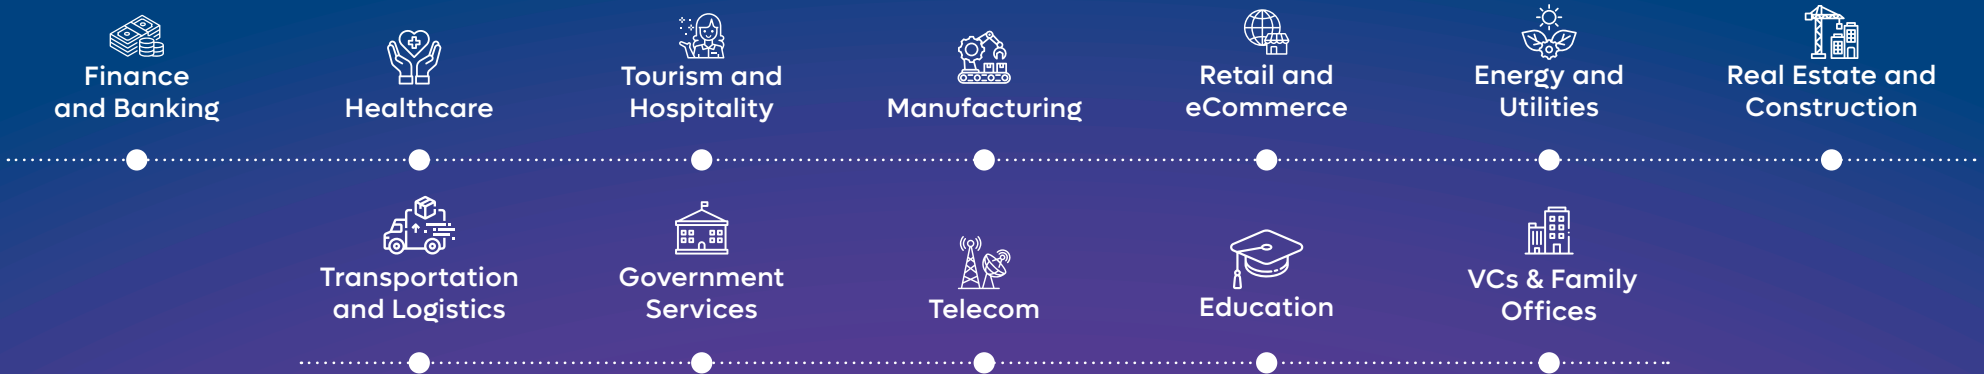 Finance
and Banking
Healthcare
Tourism and
Hospitality
Manufacturing
Retail and
eCommerce
Energy and
Utilities
Real Estate and
Construction
Transportation
and Logistics
Government
Services
Telecom
Education
VCs & Family
Offices